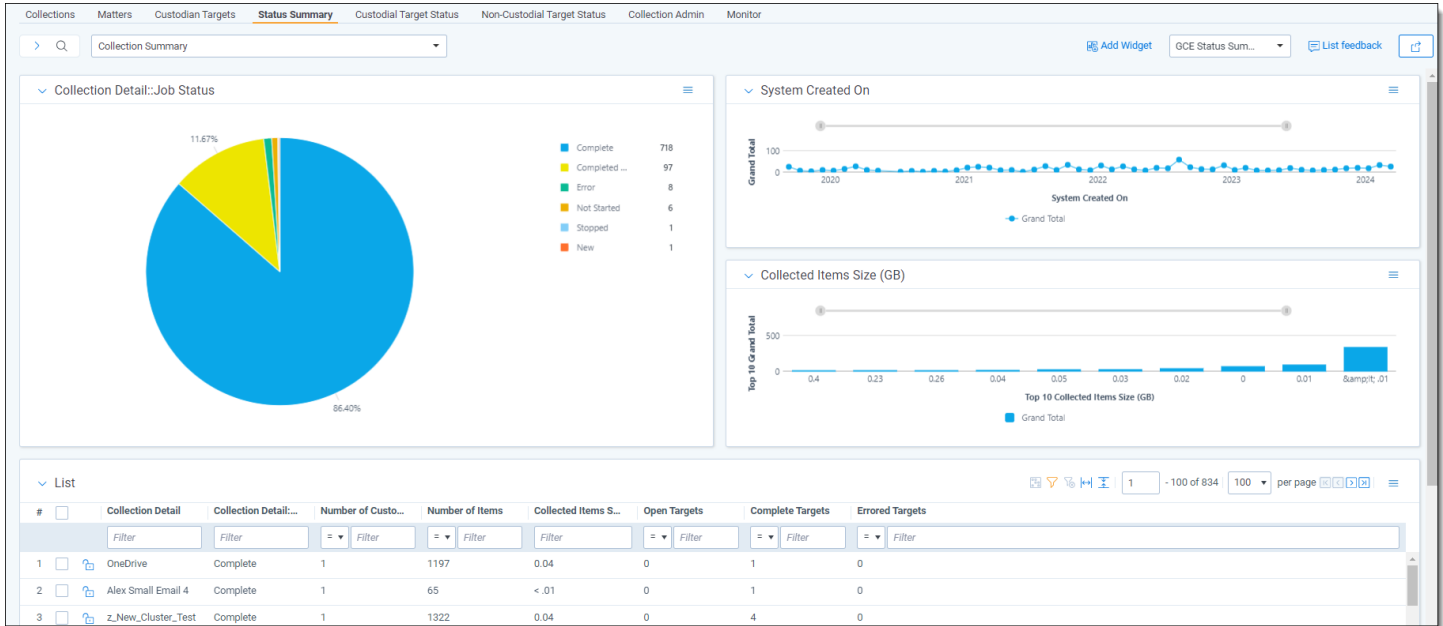 Collections Matters Custodian Targets Status Summary Custodial Target Status Non-Custodial Target Status Collection Admin Monitor
Collection Summary Add Widget GCE Status Sum... List feedback
Collection Detail::Job Status
11.67%
86.40%
Complete 718
Completed ... 97
Error 8
Not Started 6
Stopped 1
New 1
System Created On
Grand Total
100
0
2020 2021 2022 2023 2024
System Created On
Grand Total
Collected Items Size (GB)
Top 10 Grand Total
500
0
0.4 0.23 0.26 0.04 0.05 0.03 0.02 0 0.01 &amp;lt; .01
Top 10 Collected Items Size (GB)
Grand Total
List 1 - 100 of 834 100 per page
# Collection Detail Collection Detail:... Number of Custo... Number of Items Collected Items S... Open Targets Complete Targets Errored Targets
Filter Filter = Filter = Filter Filter = Filter = Filter = Filter
1 OneDrive Complete 1 1197 0.04 0 1 0
2 Alex Small Email 4 Complete 1 65 < .01 0 1 0
3 z_New_Cluster_Test Complete 1 1322 0.04 0 4 0